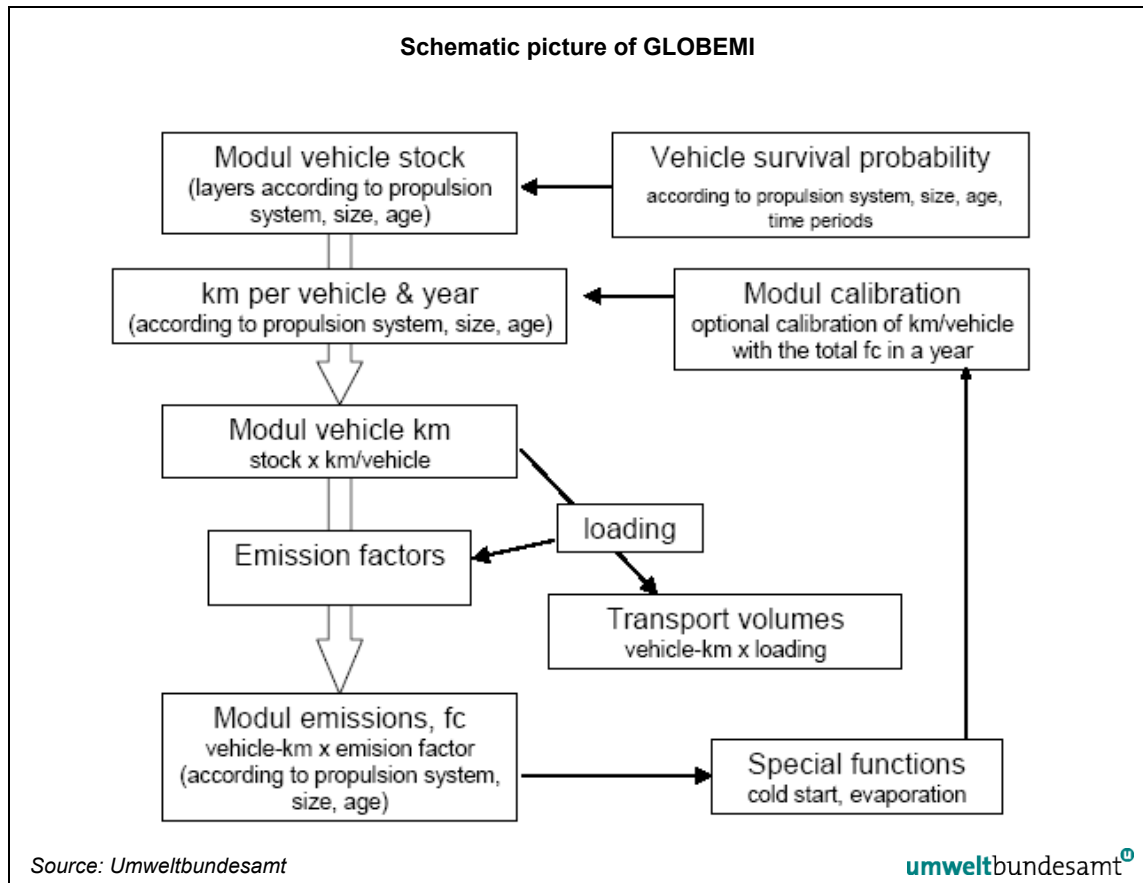 Schematic picture of GLOBEMI
Modul vehicle stock
(layers according to propulsion
system, size, age)
Vehicle survival probability
according to propulsion system, size, age,
time periods
km per vehicle & year
(according to propulsion system, size, age)
Modul calibration
optional calibration of km/vehicle
with the total fc in a year
Modul vehicle km
stock x km/vehicle
loading
Emission factors
Transport volumes
vehicle-km x loading
Modul emissions, fc
vehicle-km x emision factor
(according to propulsion system,
size, age)
Special functions
cold start, evaporation
Source: Umweltbundesamt
umweltbundesamt